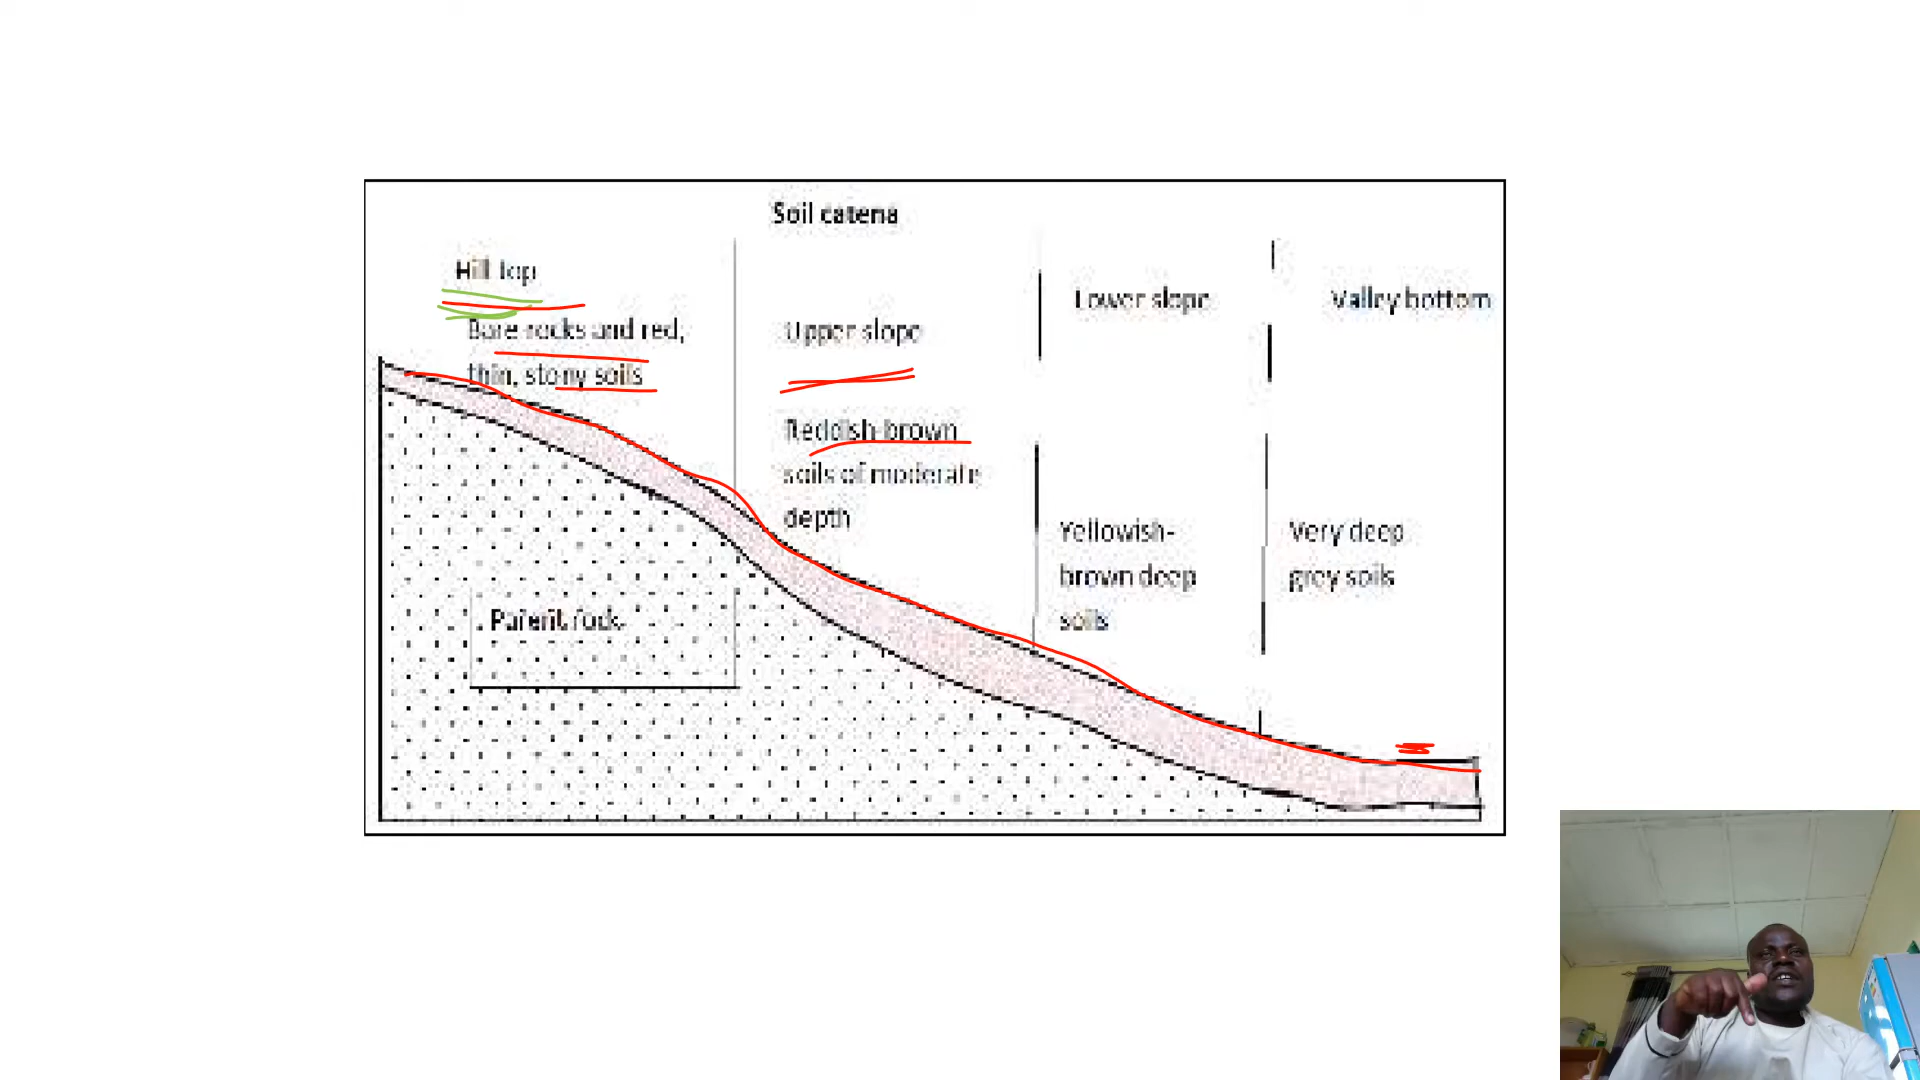 Soil catena
Hill top
Bare rocks and red,
thin, stony soils
Upper slope
Reddish-brown
soils of moderate
depth
Lower slope
Yellowish-
brown deep
soils
Valley bottom
Very deep
grey soils
Parent rock